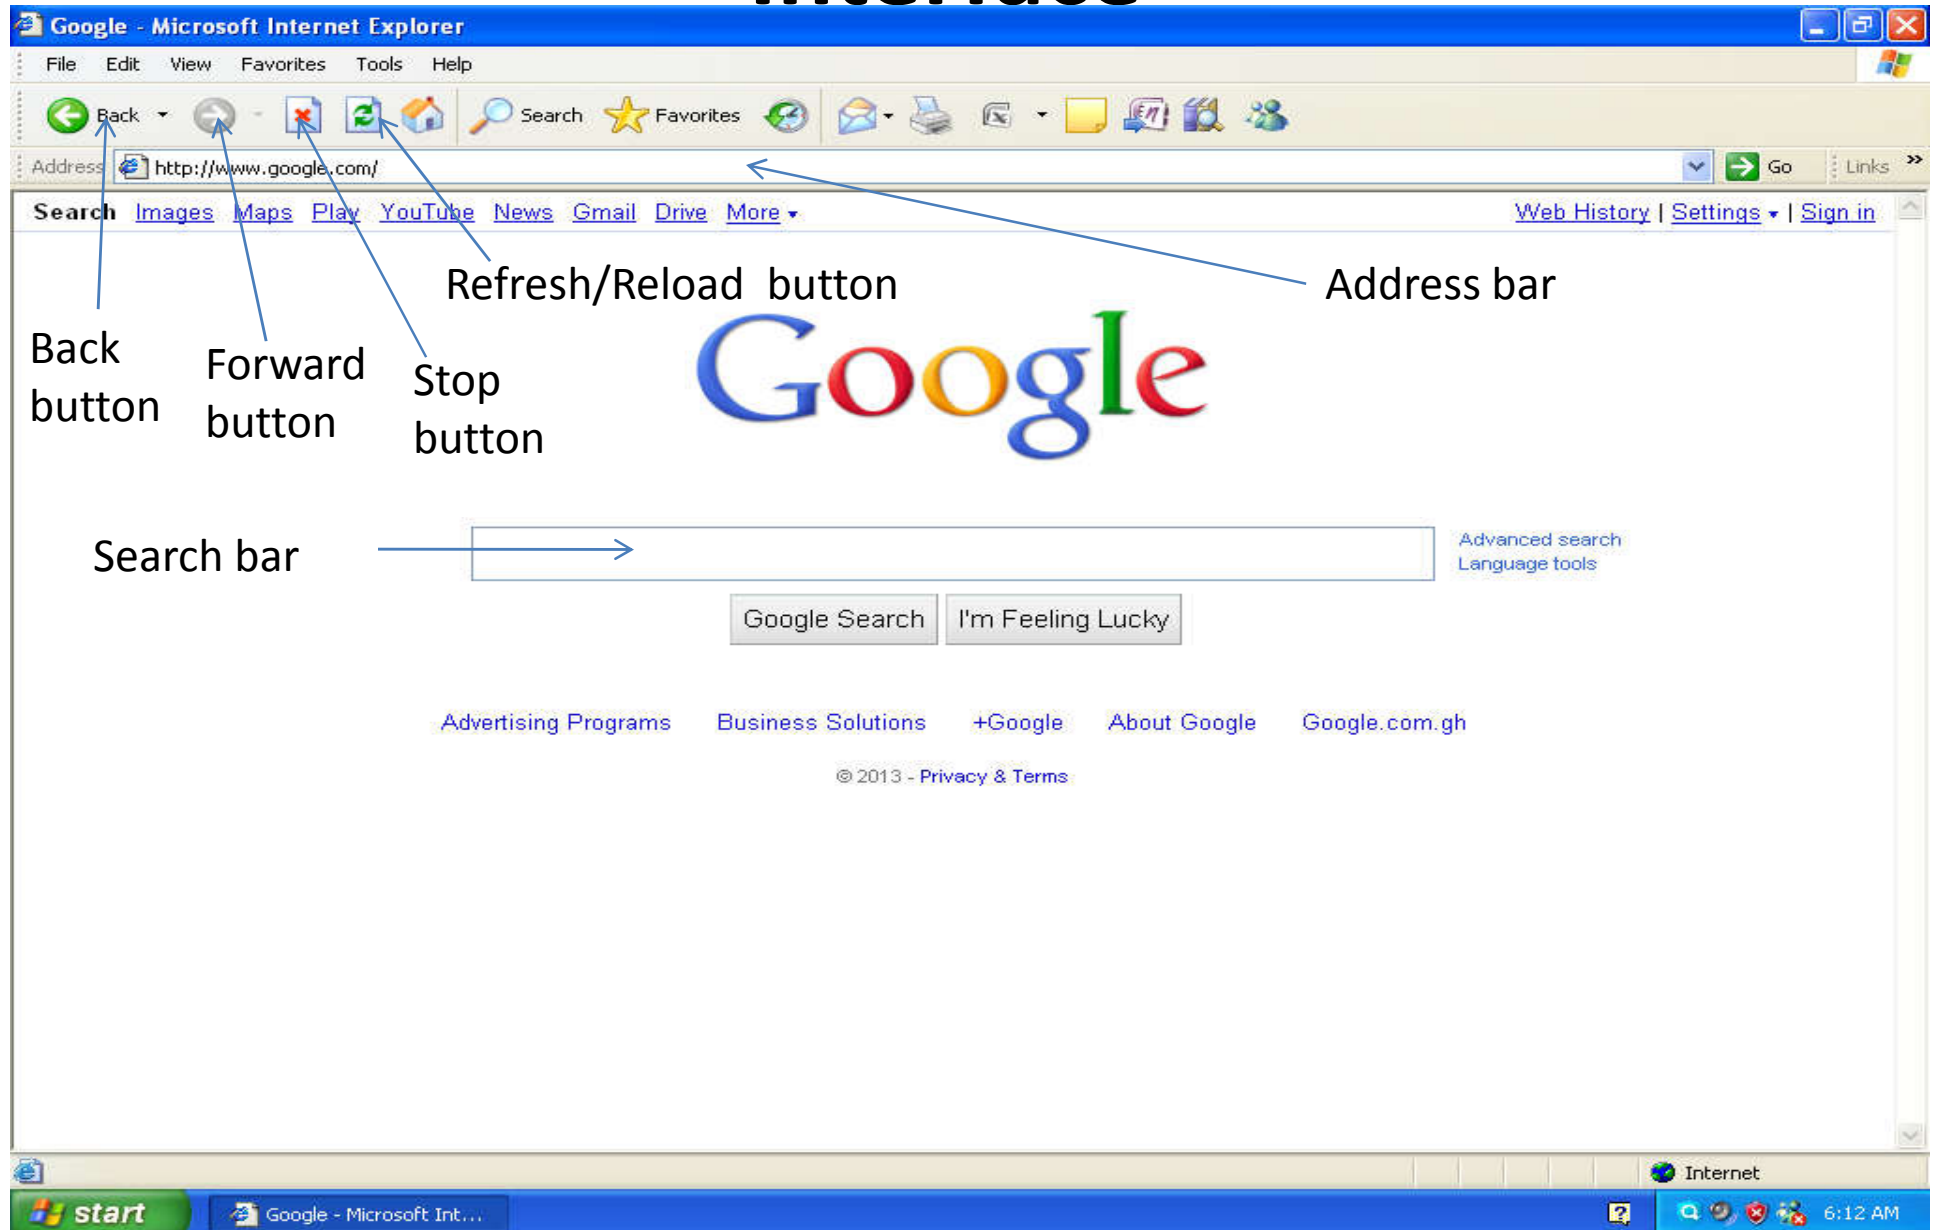 Interface
Google - Microsoft Internet Explorer
File Edit View Favorites Tools Help
Back Search Favorites
Address http://www.google.com/ Go Links »
Search Images Maps Play YouTube News Gmail Drive More Web History | Settings | Sign in
Refresh/Reload button Address bar
Back
button
Forward
button
Stop
button
Google
Search bar
Advanced search
Language tools
Google Search I'm Feeling Lucky
Advertising Programs Business Solutions +Google About Google Google.com.gh
© 2013 - Privacy & Terms
Internet
start Google - Microsoft Int... 6:12 AM